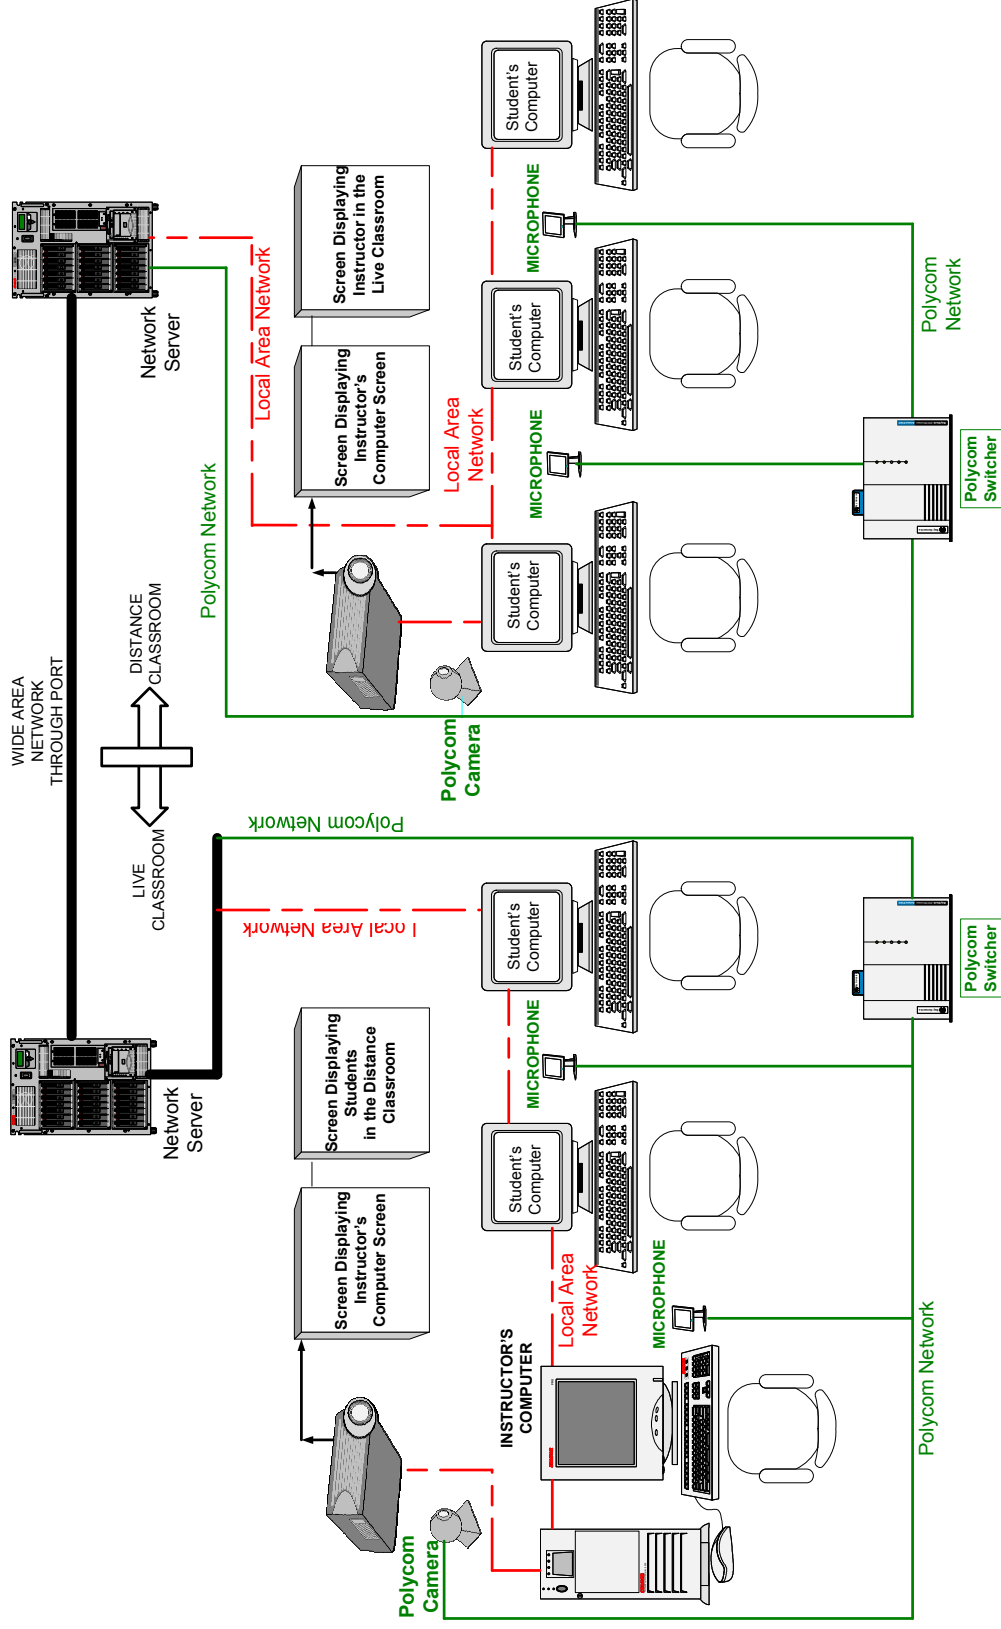 WIDE AREA
NETWORK
THROUGH PORT
LIVE
CLASSROOM
DISTANCE
CLASSROOM
Network
Server
Network
Server
Polycom Network
Local Area Network
Polycom Network
Local Area Network
Screen Displaying
Instructor's
Computer Screen
Screen Displaying
Students
in the Distance
Classroom
Screen Displaying
Instructor's
Computer Screen
Screen Displaying
Instructor in the
Live Classroom
Polycom
Camera
INSTRUCTOR'S
COMPUTER
Local Area
Network
Student's
Computer
MICROPHONE
Student's
Computer
MICROPHONE
Polycom
Camera
Local Area
Network
Student's
Computer
MICROPHONE
Student's
Computer
MICROPHONE
Student's
Computer
Polycom Network
Polycom
Switcher
Polycom
Switcher
Polycom
Network